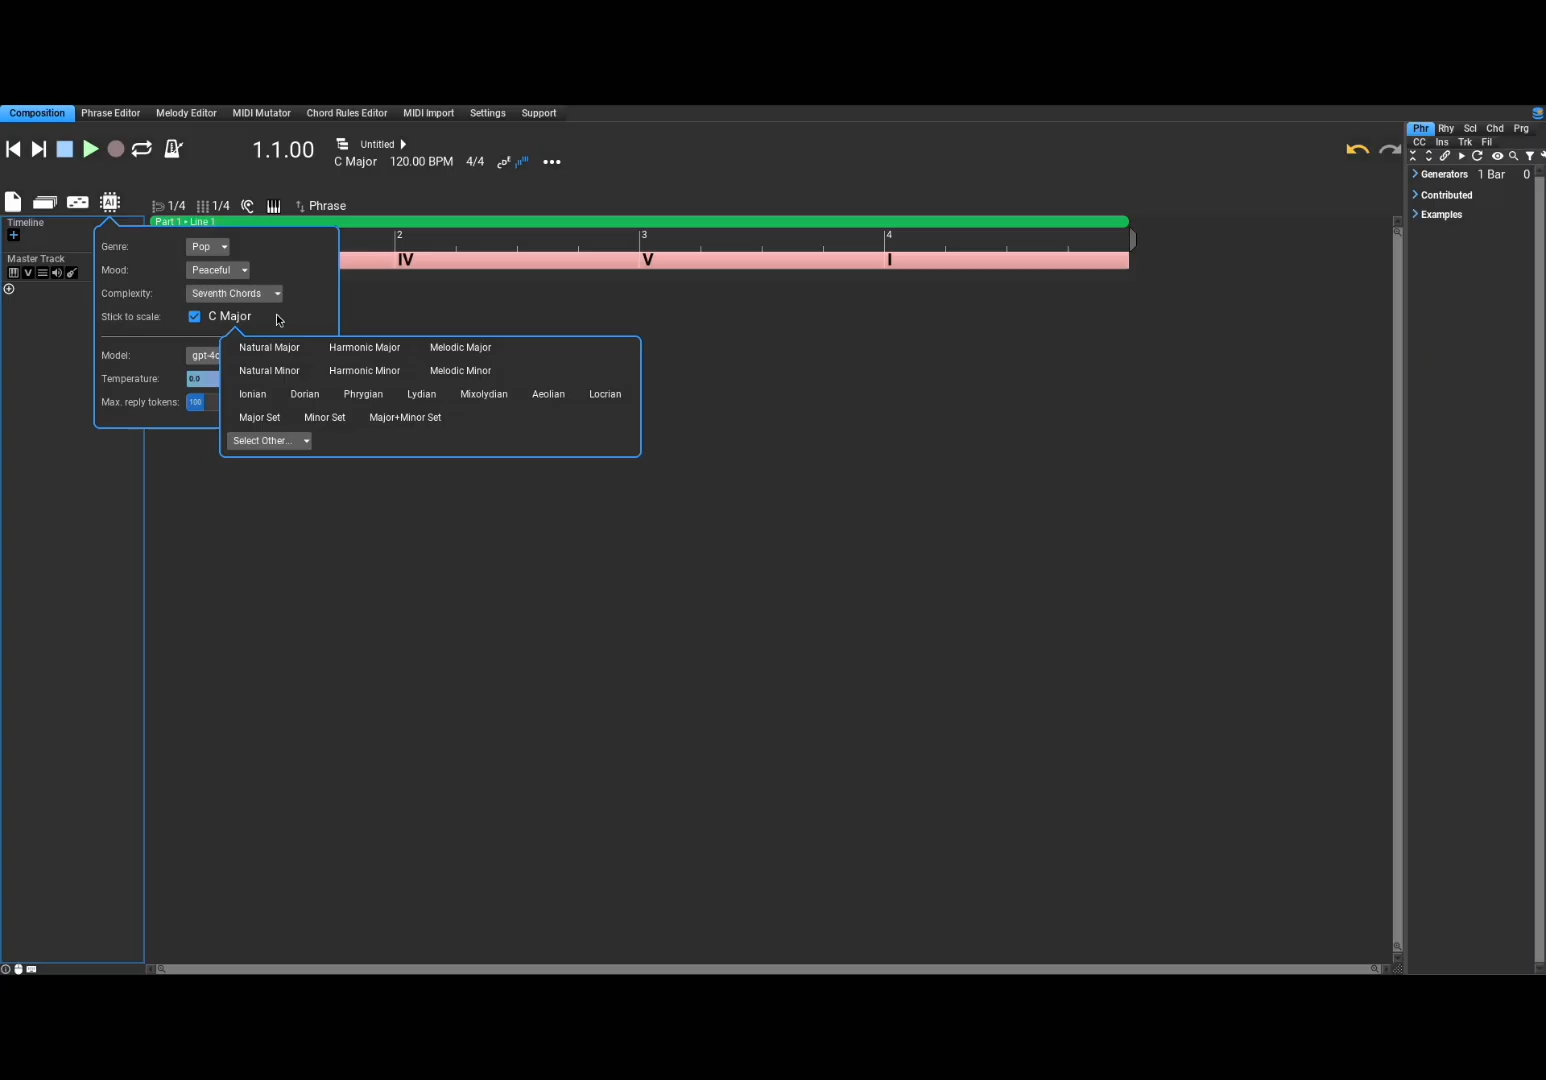 Composition Phrase Editor Melody Editor MIDI Mutator Chord Rules Editor MIDI Import Settings Support
Phr Rhy Scl Chd Prg
CC Ins Trk Fil
1.1.00
Untitled
C Major 120.00 BPM 4/4
Generators 1 Bar 0
Contributed
Examples
AI
1/4 1/4 Phrase
Timeline
Part 1 • Line 1
2 3 4
Master Track
V
IV V I
Genre: Pop
Mood: Peaceful
Complexity: Seventh Chords
Stick to scale: C Major
Model: gpt-4o
Temperature: 0.0
Max. reply tokens: 100
Natural Major Harmonic Major Melodic Major
Natural Minor Harmonic Minor Melodic Minor
Ionian Dorian Phrygian Lydian Mixolydian Aeolian Locrian
Major Set Minor Set Major+Minor Set
Select Other...